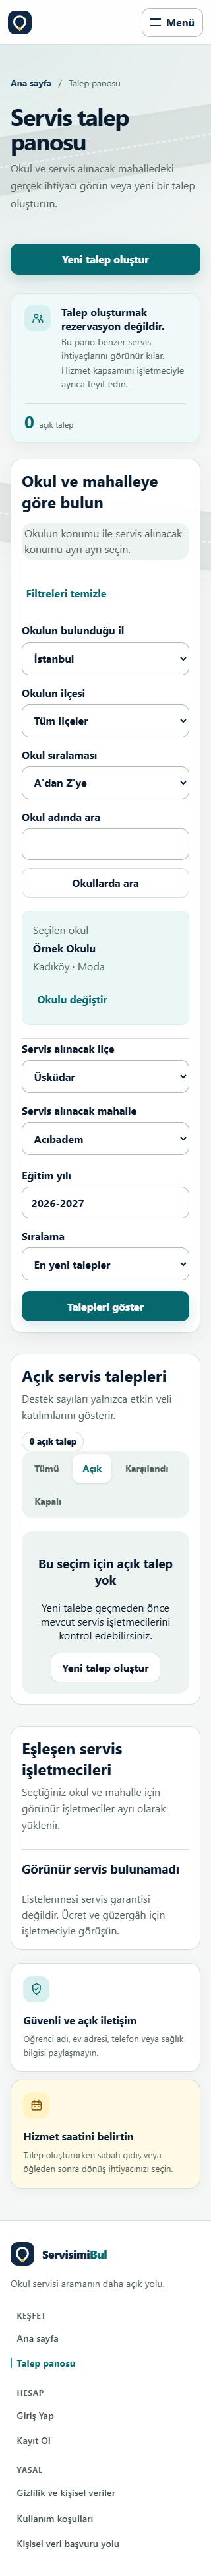 Menü
Ana sayfa / Talep panosu
Servis talep
panosu
Okul ve servis alınacak mahalledeki
gerçek ihtiyacı görün veya yeni bir talep
oluşturun.
Yeni talep oluştur
Talep oluşturmak
rezervasyon değildir.
Bu pano benzer servis
ihtiyaçlarını görünür kılar.
Hizmet kapsamını işletmeciyle
ayrıca teyit edin.
0 açık talep
Okul ve mahalleye
göre bulun
Okulun konumu ile servis alınacak
konumu ayrı ayrı seçin.
Filtreleri temizle
Okulun bulunduğu il
İstanbul
Okulun ilçesi
Tüm ilçeler
Okul sıralaması
A'dan Z'ye
Okul adında ara
Okullarda ara
Seçilen okul
Örnek Okulu
Kadıköy · Moda
Okulu değiştir
Servis alınacak ilçe
Üsküdar
Servis alınacak mahalle
Acıbadem
Eğitim yılı
2026-2027
Sıralama
En yeni talepler
Talepleri göster
Açık servis talepleri
Destek sayıları yalnızca etkin veli
katılımlarını gösterir.
0 açık talep
Tümü Açık Karşılandı
Kapalı
Bu seçim için açık talep
yok
Yeni talebe geçmeden önce
mevcut servis işletmecilerini
kontrol edebilirsiniz.
Yeni talep oluştur
Eşleşen servis
işletmecileri
Seçtiğiniz okul ve mahalle için
görünür işletmeciler ayrı olarak
yüklenir.
Görünür servis bulunamadı
Listelenmesi servis garantisi
değildir. Ücret ve güzergâh için
işletmeciyle görüşün.
Güvenli ve açık iletişim
Öğrenci adı, ev adresi, telefon veya sağlık
bilgisi paylaşmayın.
Hizmet saatini belirtin
Talep oluştururken sabah gidiş veya
öğleden sonra dönüş ihtiyacınızı seçin.
ServisimiBul
Okul servisi aramanın daha açık yolu.
KEŞFET
Ana sayfa
Talep panosu
HESAP
Giriş Yap
Kayıt Ol
YASAL
Gizlilik ve kişisel veriler
Kullanım koşulları
Kişisel veri başvuru yolu